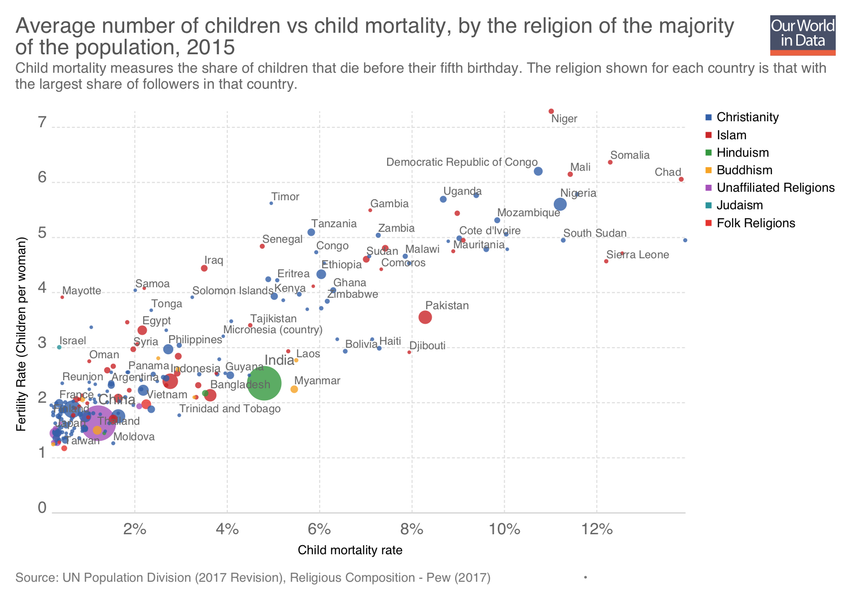 Average number of children vs child mortality, by the religion of the majority
of the population, 2015
Our World
in Data
Child mortality measures the share of children that die before their fifth birthday. The religion shown for each country is that with
the largest share of followers in that country.
7
6
5
4
3
2
1
0
Fertility Rate (Children per woman)
Niger
Democratic Republic of Congo
Somalia
Mali
Chad
Timor
Uganda
Nigeria
Gambia
Mozambique
Tanzania
Zambia
Cote d'Ivoire
South Sudan
Senegal
Congo
Sudan
Malawi
Mauritania
Sierra Leone
Iraq
Ethiopia
Comoros
Eritrea
Mayotte
Samoa
Solomon Islands
Kenya
Ghana
Zimbabwe
Tonga
Pakistan
Egypt
Tajikistan
Micronesia (country)
Israel
Syria
Philippines
Bolivia
Haiti
Djibouti
Oman
Laos
India
Panama
Indonesia
Guyana
Reunion
Argentina
Bangladesh
Myanmar
France
China
Vietnam
Trinidad and Tobago
Thailand
Taiwan
Moldova
2%
4%
6%
8%
10%
12%
Child mortality rate
Christianity
Islam
Hinduism
Buddhism
Unaffiliated Religions
Judaism
Folk Religions
Source: UN Population Division (2017 Revision), Religious Composition - Pew (2017)